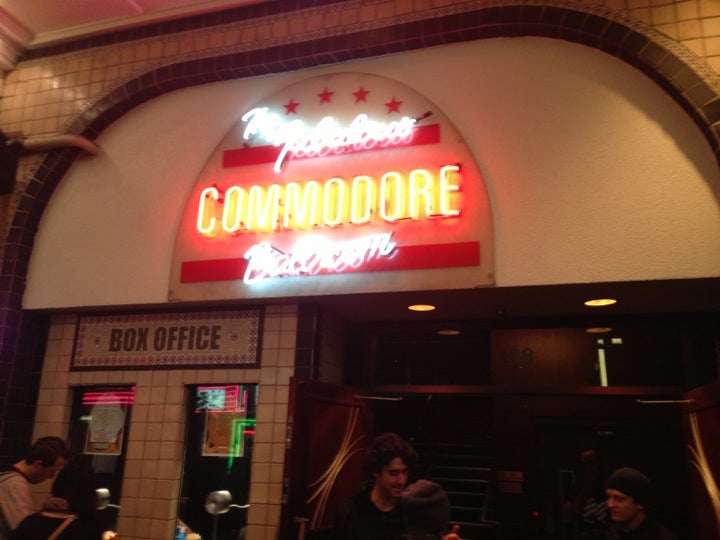 The Fabulous
COMMODORE
Ballroom
BOX OFFICE